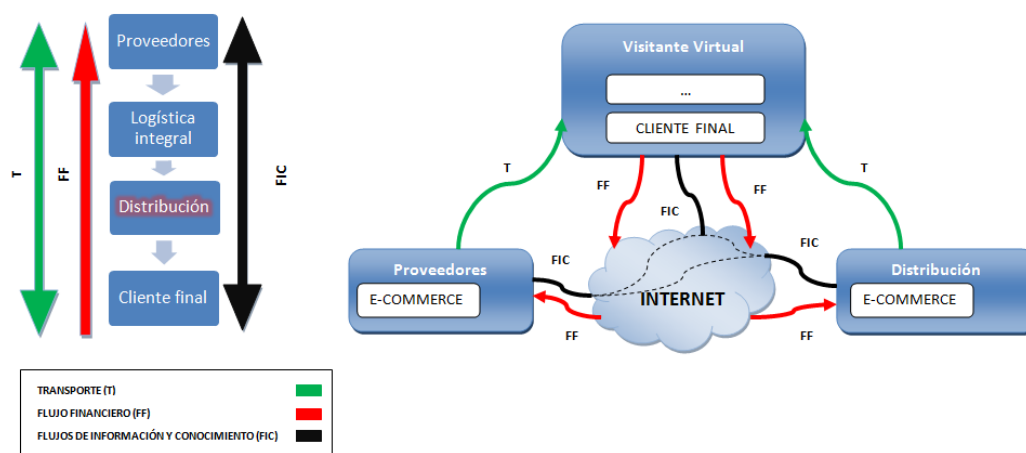 Proveedores
Logística
integral
Distribución
Cliente final
T
FF
FIC
TRANSPORTE (T)
FLUJO FINANCIERO (FF)
FLUJOS DE INFORMACIÓN Y CONOCIMIENTO (FIC)
Visitante Virtual
...
CLIENTE FINAL
T
FF
FIC
FF
T
Proveedores
E-COMMERCE
FIC
FF
INTERNET
FIC
FF
Distribución
E-COMMERCE